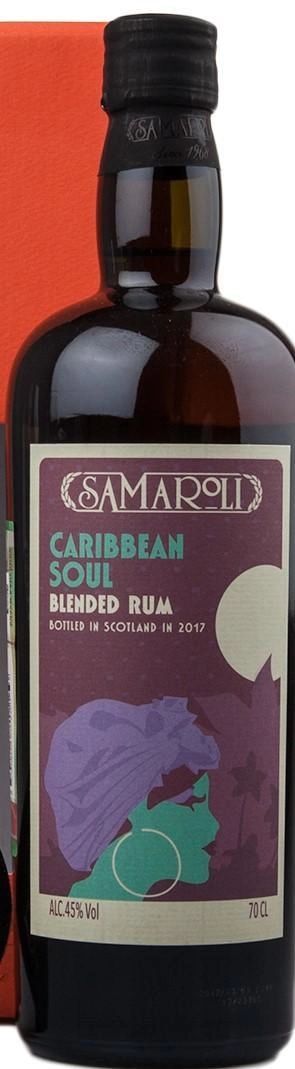 SAMAROLI
Since 1968
SAMAROLI
CARIBBEAN
SOUL
BLENDED RUM
BOTTLED IN SCOTLAND IN 2017
ALC.45% Vol
70 CL